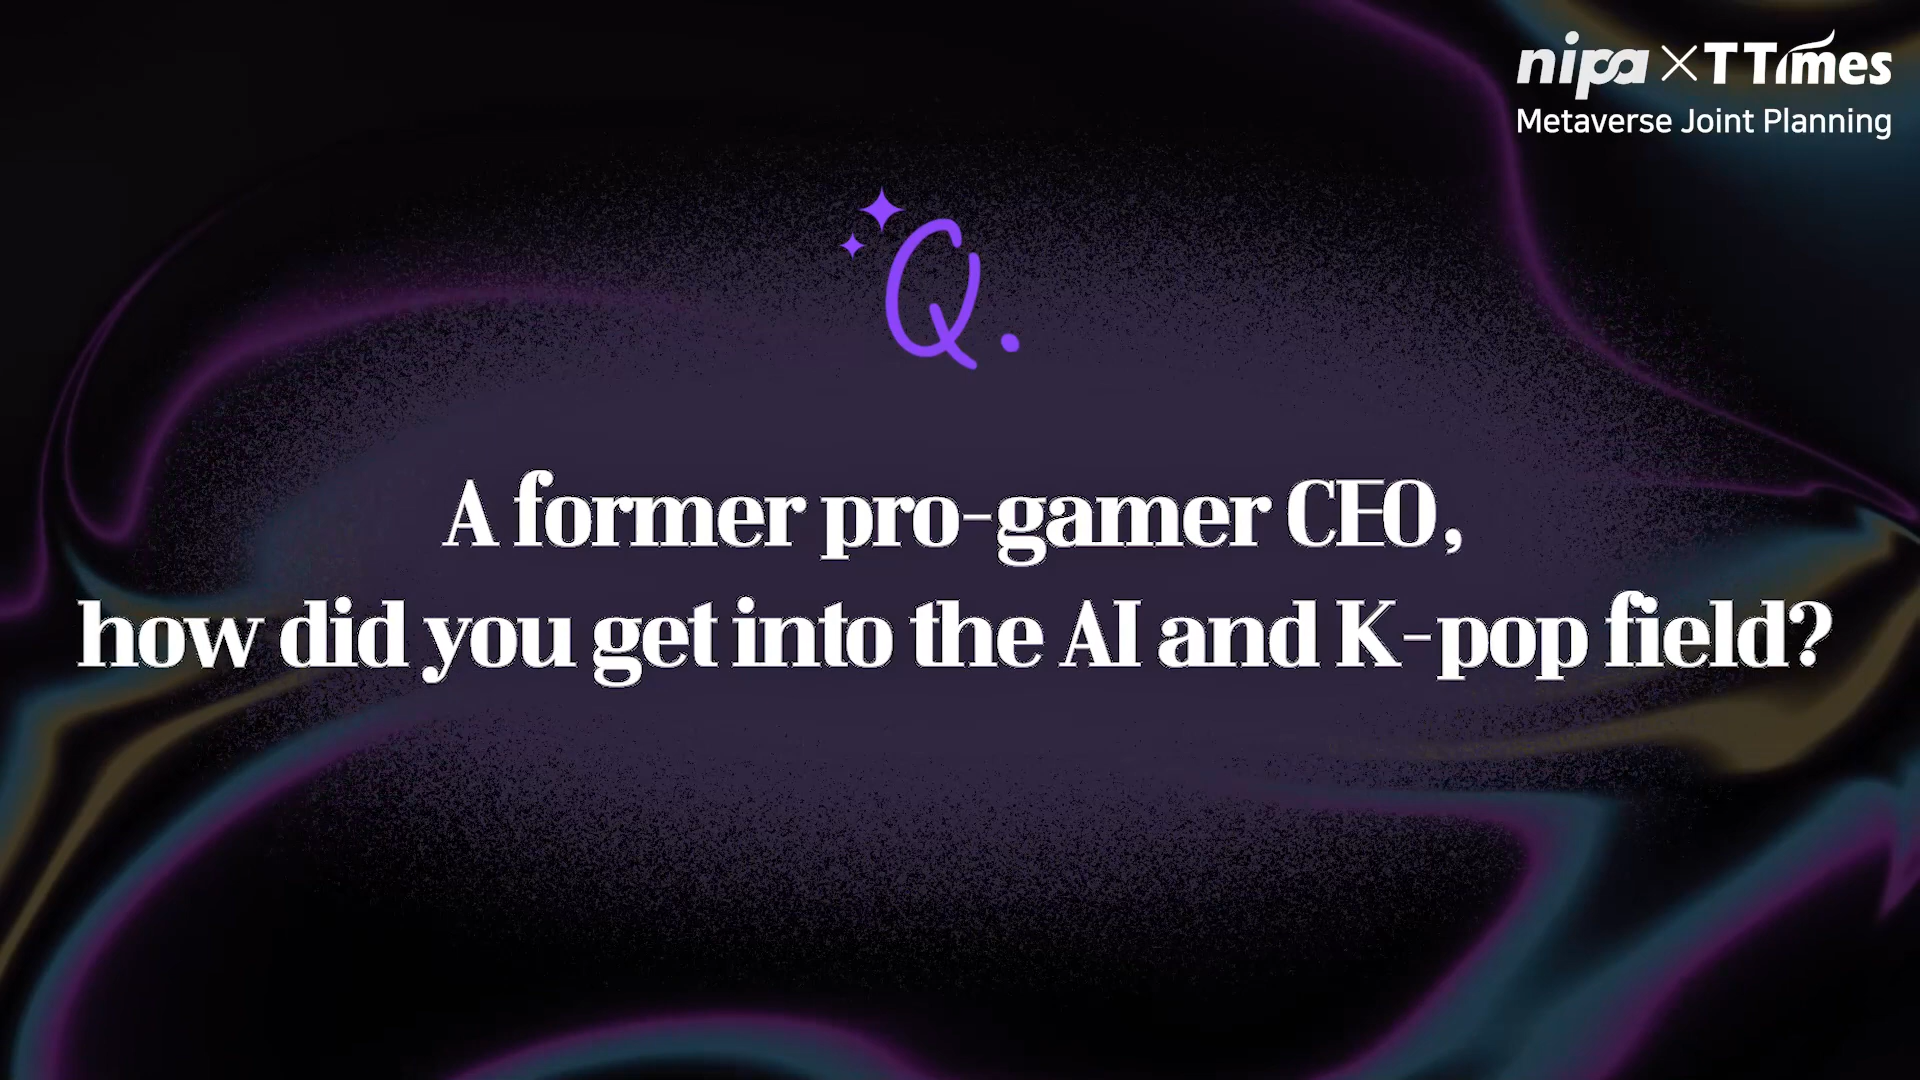 nipa × TTimes
Metaverse Joint Planning
Q.
A former pro-gamer CEO,
how did you get into the AI and K-pop field?